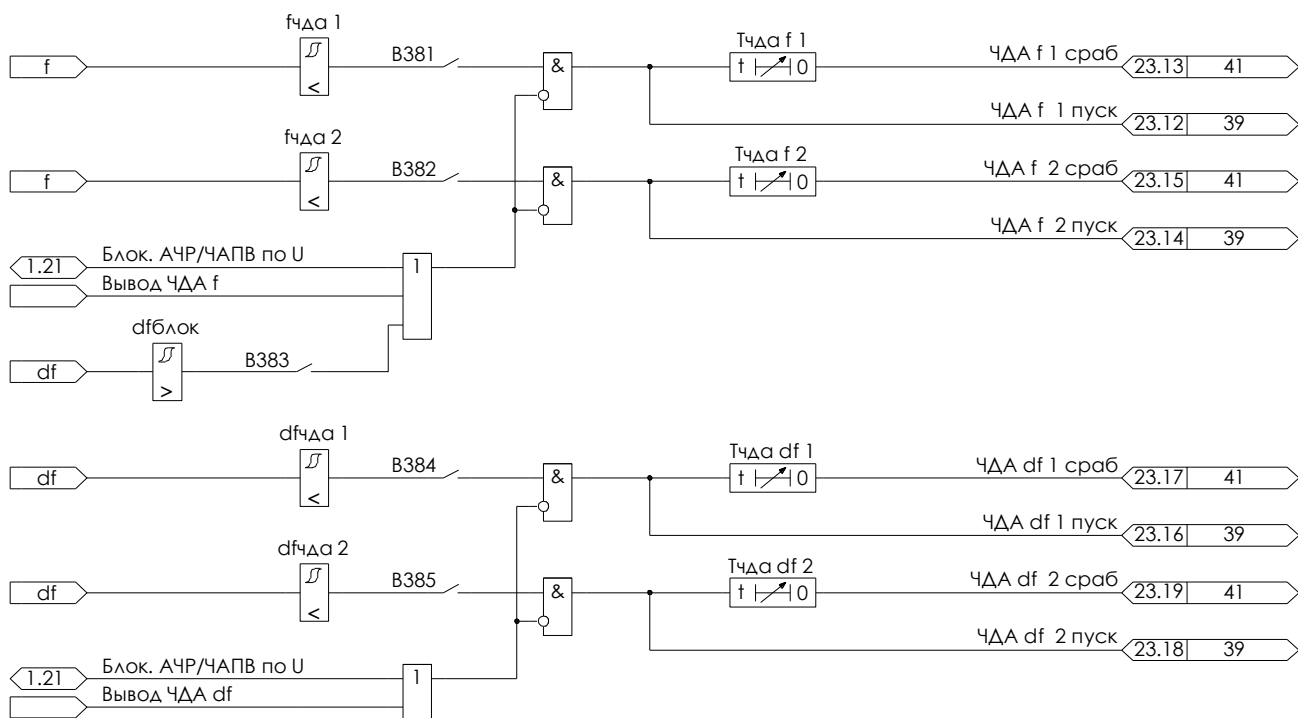 fчда 1
f
<
B381
&
Tчда f 1
t 0
ЧДА f 1 сраб
23.13 41
ЧДА f 1 пуск
23.12 39
fчда 2
f
<
B382
&
Tчда f 2
t 0
ЧДА f 2 сраб
23.15 41
ЧДА f 2 пуск
23.14 39
1.21
Блок. АЧР/ЧАПВ по U
Вывод ЧДА f
1
dfблок
df
>
B383
dfчда 1
df
<
B384
&
Tчда df 1
t 0
ЧДА df 1 сраб
23.17 41
ЧДА df 1 пуск
23.16 39
dfчда 2
df
<
B385
&
Tчда df 2
t 0
ЧДА df 2 сраб
23.19 41
ЧДА df 2 пуск
23.18 39
1.21
Блок. АЧР/ЧАПВ по U
Вывод ЧДА df
1